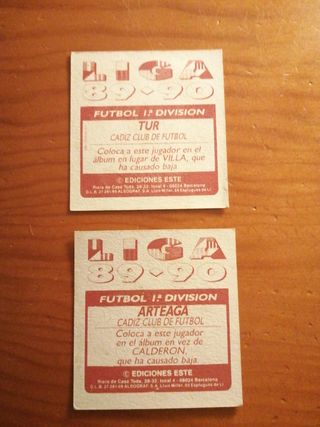 LIGA
89-90
FUTBOL 1ª DIVISION
TUR
CADIZ CLUB DE FUTBOL
Coloca a este jugador en el
álbum en lugar de VILLA, que
ha causado baja
© EDICIONES ESTE
LIGA
89-90
FUTBOL 1ª DIVISION
ARTEAGA
CADIZ CLUB DE FUTBOL
Coloca a este jugador
en el álbum en vez de
CALDERON,
que ha causado baja.
© EDICIONES ESTE